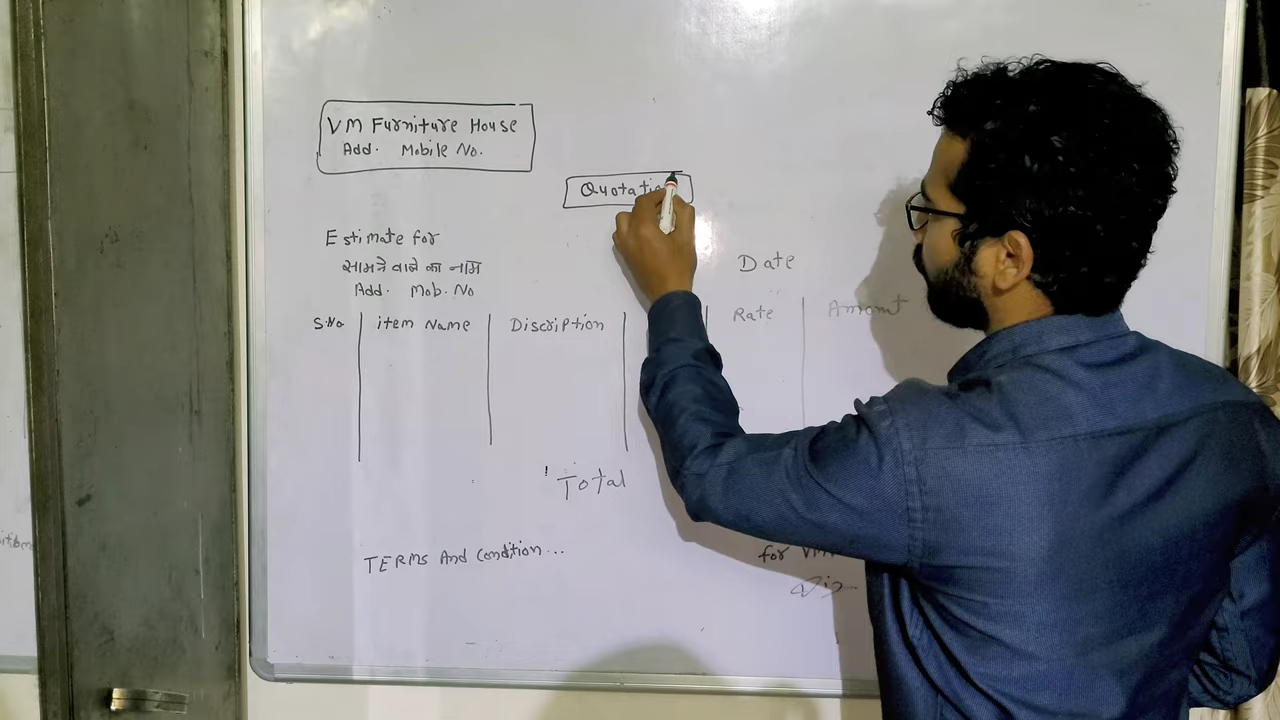 VM Furniture House
Add. Mobile No.
Estimate for
सामने वाले का नाम
Add. Mob. No
Date
S.No item Name Discription Rate Amount
Total
TERMS And Condition...
for